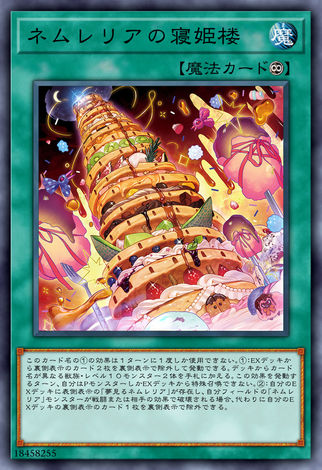 ネムレリアの寝姫楼
魔
【魔法カード】
このカード名の①の効果は１ターンに１度しか使用できない。①：EXデッキか
ら裏側表示のカード２枚を裏側表示で除外して発動できる。デッキからカード
名が異なる獣族・レベル１０モンスター２体を手札に加える。この効果を発動す
るターン、自分はPモンスターしかEXデッキから特殊召喚できない。②：自分のE
Xデッキに表側表示の「夢見るネムレリア」が存在し、自分フィールドの「ネムレリ
ア」モンスターが戦闘または相手の効果で破壊される場合、代わりに自分のE
Xデッキの裏側表示のカード１枚を裏側表示で除外できる。
18458255